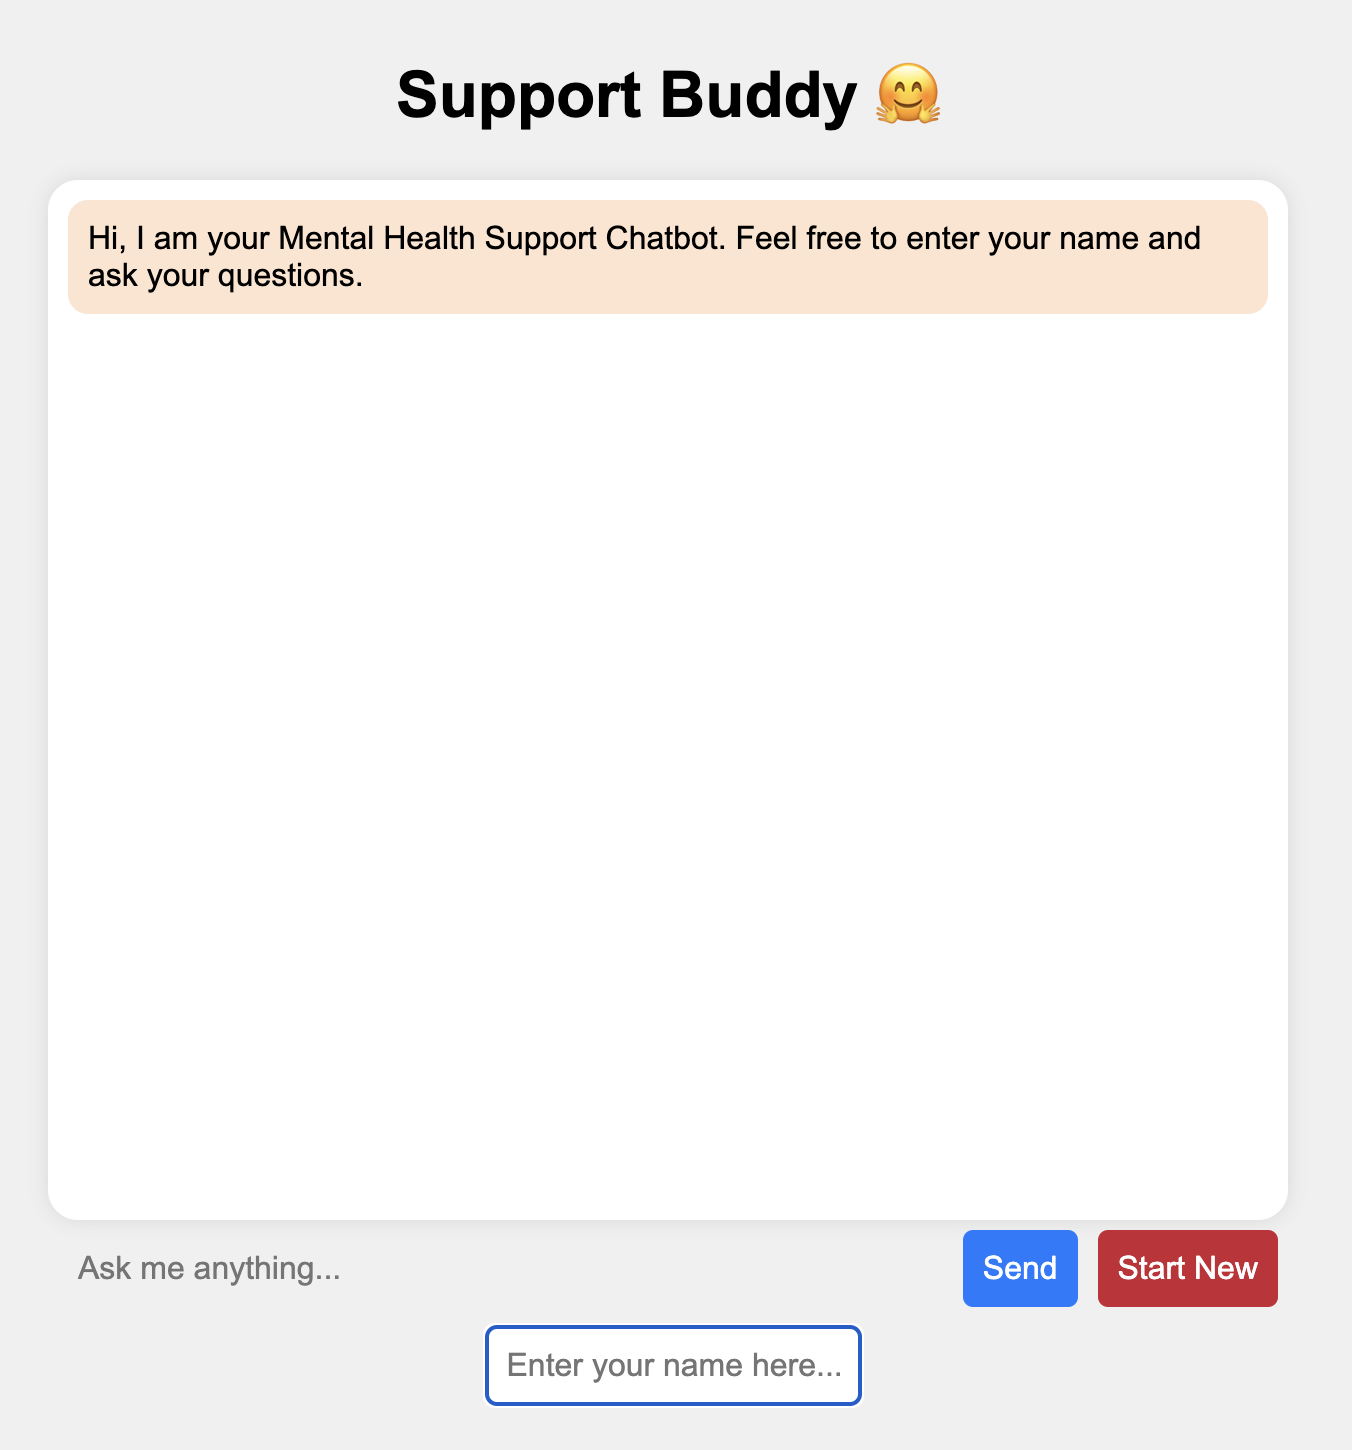 Support Buddy 🤗
Hi, I am your Mental Health Support Chatbot. Feel free to enter your name and
ask your questions.
Ask me anything...
Send
Start New
Enter your name here...